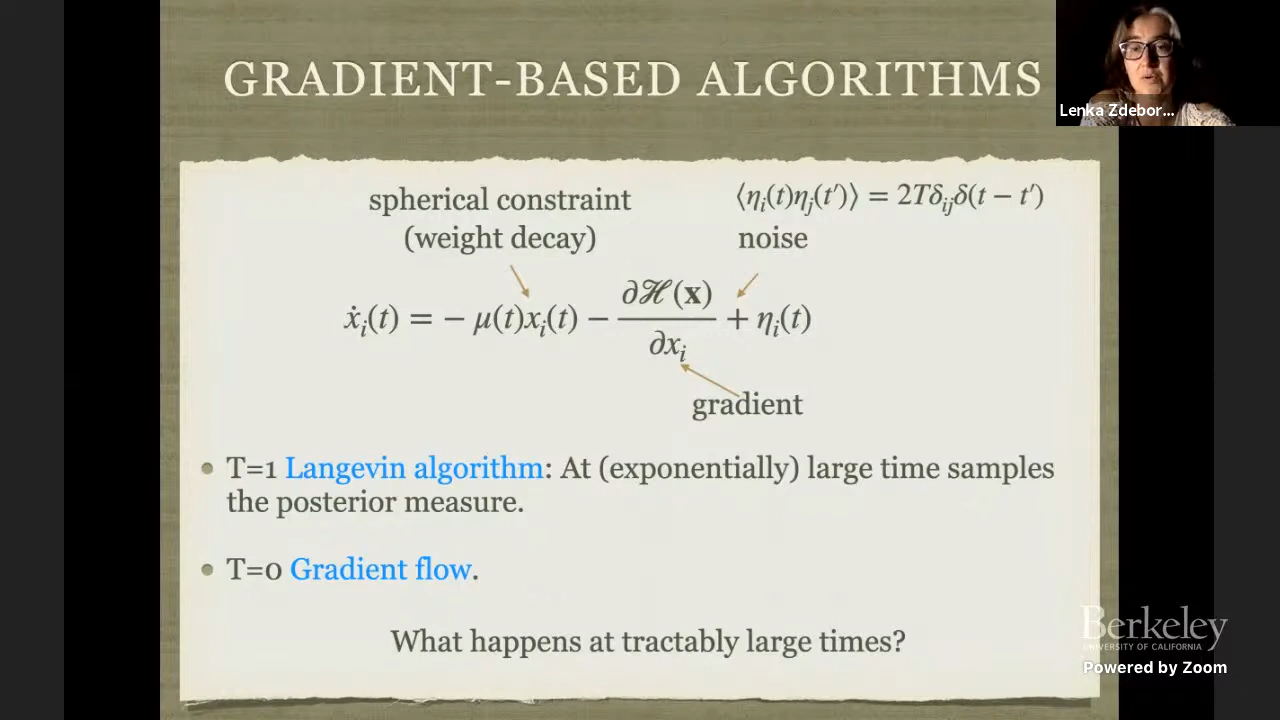 GRADIENT-BASED ALGORITHMS
Lenka Zdebor...
spherical constraint
(weight decay)
⟨η_i(t)η_j(t′)⟩ = 2Tδ_{ij}δ(t − t′)
noise
ẋ_i(t) = − μ(t)x_i(t) − ∂ℋ(x)/∂x_i + η_i(t)
gradient
• T=1 Langevin algorithm: At (exponentially) large time samples
the posterior measure.
• T=0 Gradient flow.
What happens at tractably large times?
Berkeley
UNIVERSITY OF CALIFORNIA
Powered by Zoom